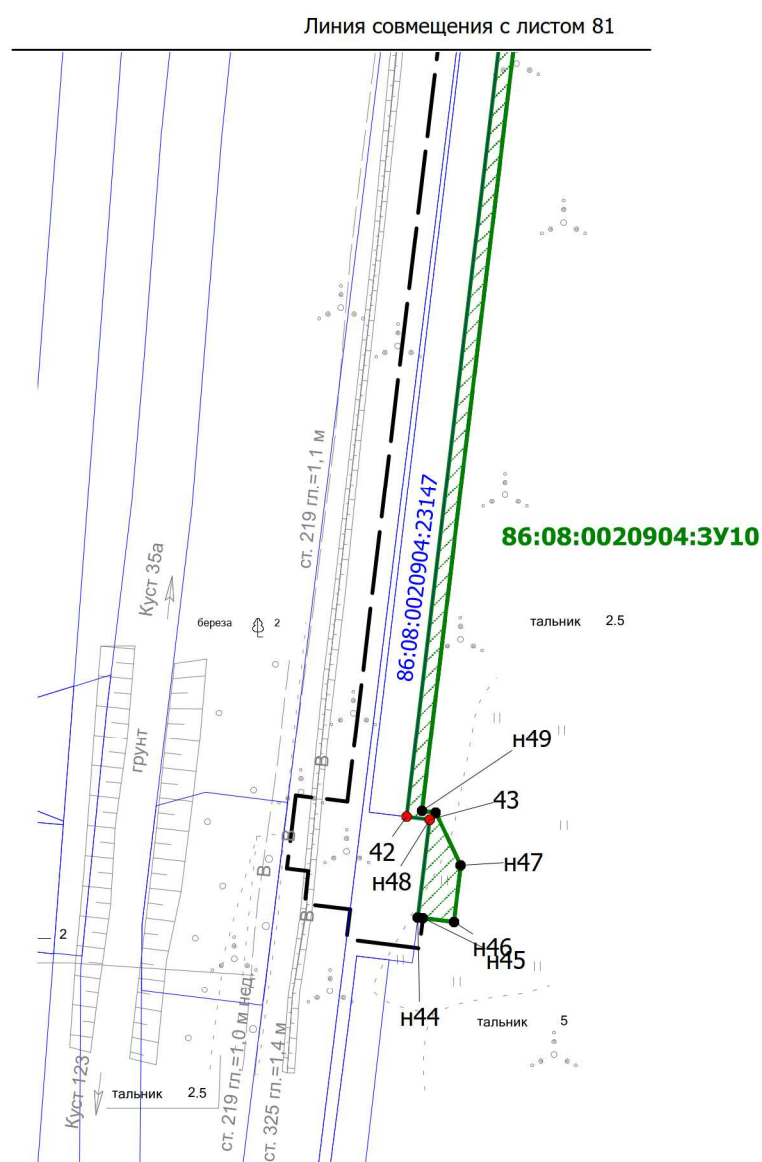 Линия совмещения с листом 81
ст. 219 гл.=1,1 м
86:08:0020904:23147
86:08:0020904:ЗУ10
Куст 35а
береза 2
тальник 2.5
грунт
н49
43
42
н48
н47
В
В
В
В
2
н46
н45
н44
тальник 5
Куст 123
тальник 2.5
ст. 219 гл.=1,0 м нед.
ст. 325 гл.=1,4 м